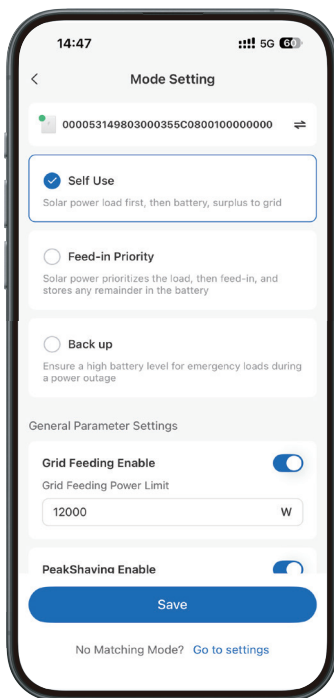 14:47
5G 60
Mode Setting
000053149803000355C0800100000000
Self Use
Solar power load first, then battery, surplus to grid
Feed-in Priority
Solar power prioritizes the load, then feed-in, and
stores any remainder in the battery
Back up
Ensure a high battery level for emergency loads during
a power outage
General Parameter Settings
Grid Feeding Enable
Grid Feeding Power Limit
12000 W
PeakShaving Enable
Save
No Matching Mode? Go to settings